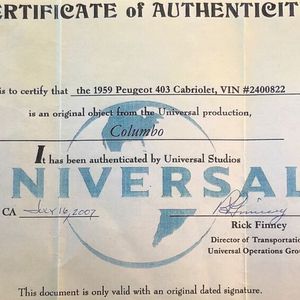 ERTIFICATE of AUTHENTICIT
is to certify that the 1959 Peugeot 403 Cabriolet, VIN #2400822
is an original object from the Universal production,
Columbo
It has been authenticated by Universal Studios
NIVERSAL
CA July 16, 2007
Rick Finney
Director of Transportatio
Universal Operations Grou
This document is only valid with an original dated signature.